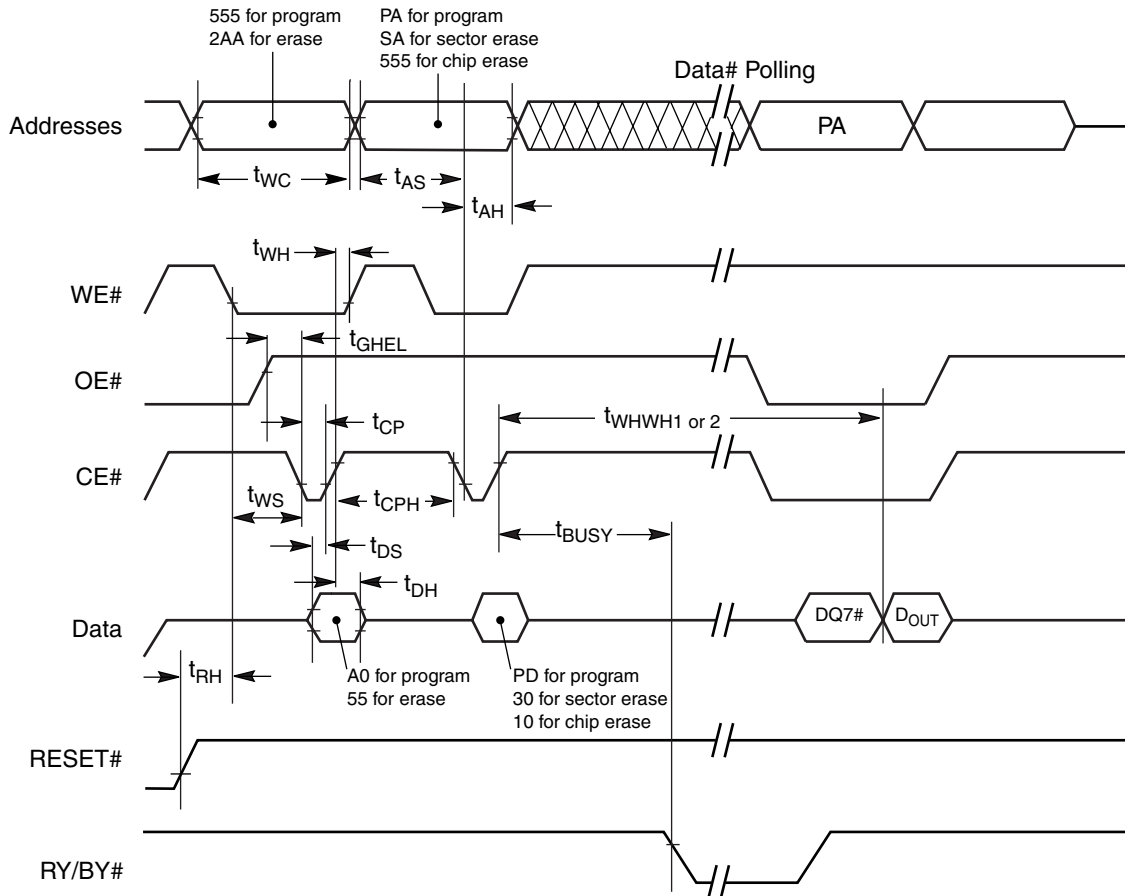 555 for program
2AA for erase
PA for program
SA for sector erase
555 for chip erase
Data# Polling
Addresses
PA
tWC
tAS
tAH
tWH
WE#
tGHEL
OE#
tWHWH1 or 2
tCP
CE#
tWS
tCPH
tBUSY
tDS
tDH
Data
DQ7#
DOUT
tRH
A0 for program
55 for erase
PD for program
30 for sector erase
10 for chip erase
RESET#
RY/BY#